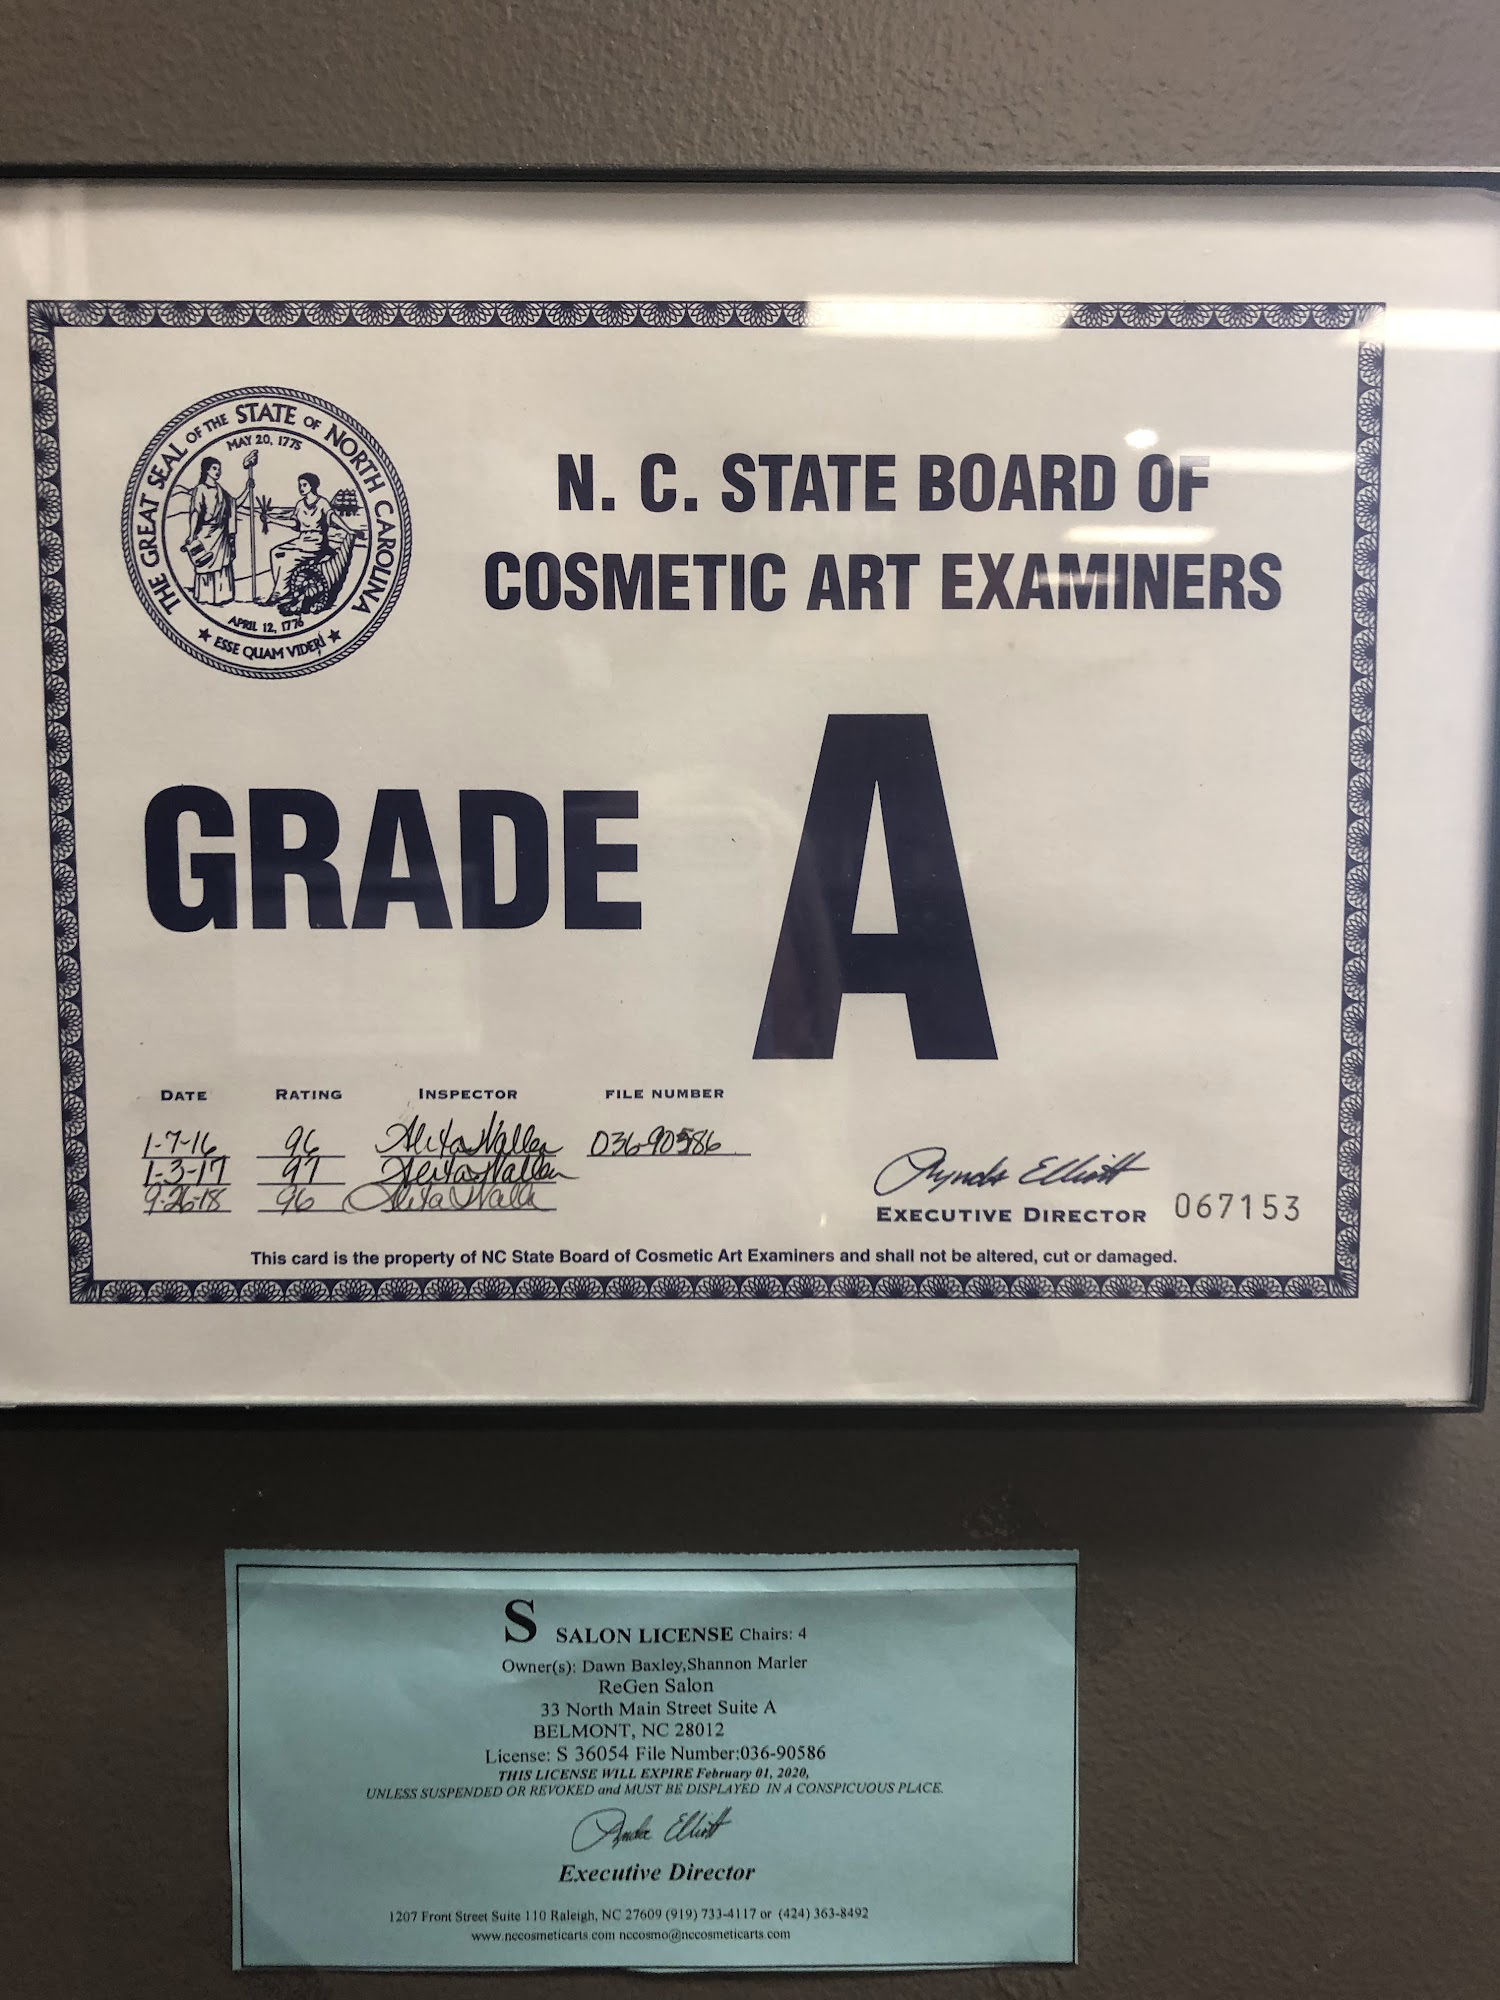 THE GREAT SEAL OF THE STATE OF NORTH CAROLINA
MAY 20, 1775
APRIL 12, 1776
★ ESSE QUAM VIDERI ★
N. C. STATE BOARD OF
COSMETIC ART EXAMINERS
GRADE A
DATE RATING INSPECTOR FILE NUMBER
1-7-16 96 036-90586
1-3-17 97
9-26-18 96
Lynda Elliott
EXECUTIVE DIRECTOR 067153
This card is the property of NC State Board of Cosmetic Art Examiners and shall not be altered, cut or damaged.
S SALON LICENSE Chairs: 4
Owner(s): Dawn Baxley,Shannon Marler
ReGen Salon
33 North Main Street Suite A
BELMONT, NC 28012
License: S 36054 File Number:036-90586
THIS LICENSE WILL EXPIRE February 01, 2020,
UNLESS SUSPENDED OR REVOKED and MUST BE DISPLAYED IN A CONSPICUOUS PLACE.
Lynda Elliott
Executive Director
1207 Front Street Suite 110 Raleigh, NC 27609 (919) 733-4117 or (424) 363-8492
www.nccosmeticarts.com nccosmo@nccosmeticarts.com